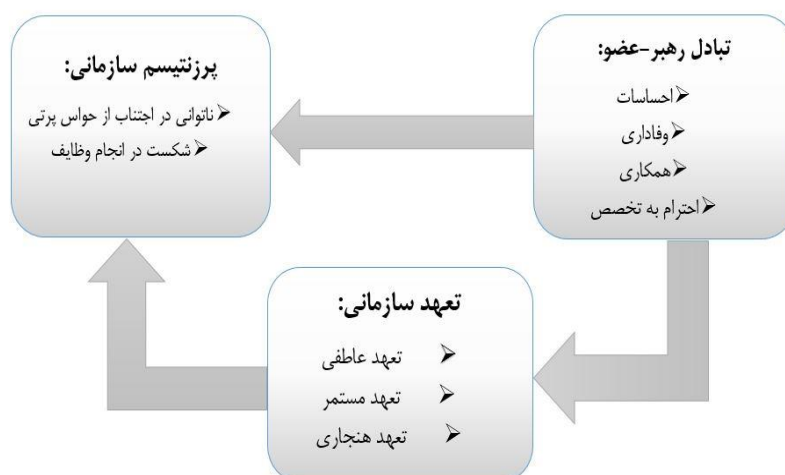 تبادل رهبر-عضو:
احساسات
وفاداری
همکاری
احترام به تخصص
پرزنتیسم سازمانی:
ناتوانی در اجتناب از حواس پرتی
شکست در انجام وظایف
تعهد سازمانی:
تعهد عاطفی
تعهد مستمر
تعهد هنجاری